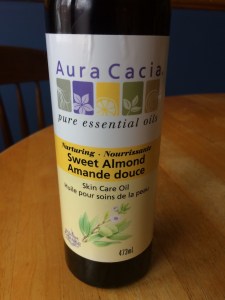 Aura Cacia
pure essential oils
Nurturing - Nourrissante
Sweet Almond
Amande douce
Skin Care Oil
Huile pour soins de la peau
472ml